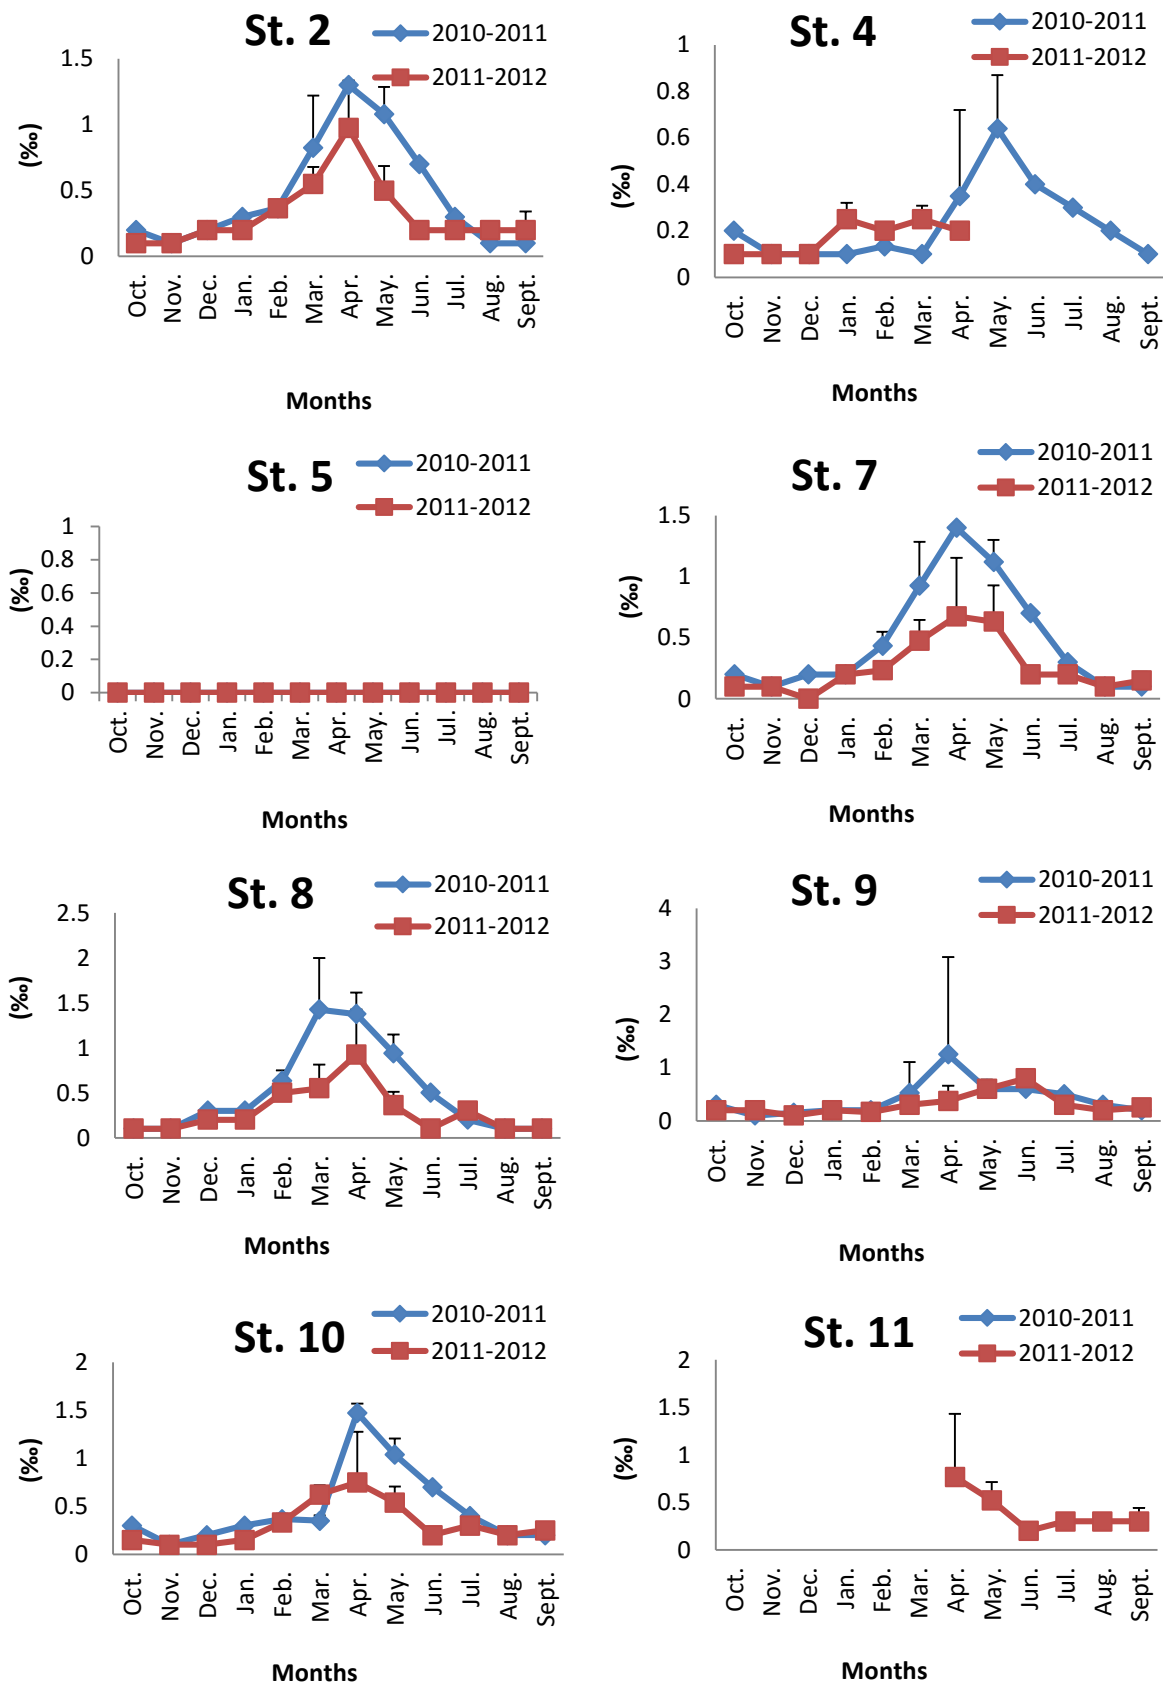 St. 2
2010-2011
2011-2012
(‰)
1.5
1
0.5
0
Oct.
Nov.
Dec.
Jan.
Feb.
Mar.
Apr.
May.
Jun.
Jul.
Aug.
Sept.
Months
St. 4
2010-2011
2011-2012
(‰)
1
0.8
0.6
0.4
0.2
0
Oct.
Nov.
Dec.
Jan.
Feb.
Mar.
Apr.
May.
Jun.
Jul.
Aug.
Sept.
Months
St. 5
2010-2011
2011-2012
(‰)
1
0.8
0.6
0.4
0.2
0
Oct.
Nov.
Dec.
Jan.
Feb.
Mar.
Apr.
May.
Jun.
Jul.
Aug.
Sept.
Months
St. 7
2010-2011
2011-2012
(‰)
1.5
1
0.5
0
Oct.
Nov.
Dec.
Jan.
Feb.
Mar.
Apr.
May.
Jun.
Jul.
Aug.
Sept.
Months
St. 8
2010-2011
2011-2012
(‰)
2.5
2
1.5
1
0.5
0
Oct.
Nov.
Dec.
Jan.
Feb.
Mar.
Apr.
May.
Jun.
Jul.
Aug.
Sept.
Months
St. 9
2010-2011
2011-2012
(‰)
4
3
2
1
0
Oct.
Nov.
Dec.
Jan.
Feb.
Mar.
Apr.
May.
Jun.
Jul.
Aug.
Sept.
Months
St. 10
2010-2011
2011-2012
(‰)
2
1.5
1
0.5
0
Oct.
Nov.
Dec.
Jan.
Feb.
Mar.
Apr.
May.
Jun.
Jul.
Aug.
Sept.
Months
St. 11
2010-2011
2011-2012
(‰)
2
1.5
1
0.5
0
Oct.
Nov.
Dec.
Jan.
Feb.
Mar.
Apr.
May.
Jun.
Jul.
Aug.
Sept.
Months